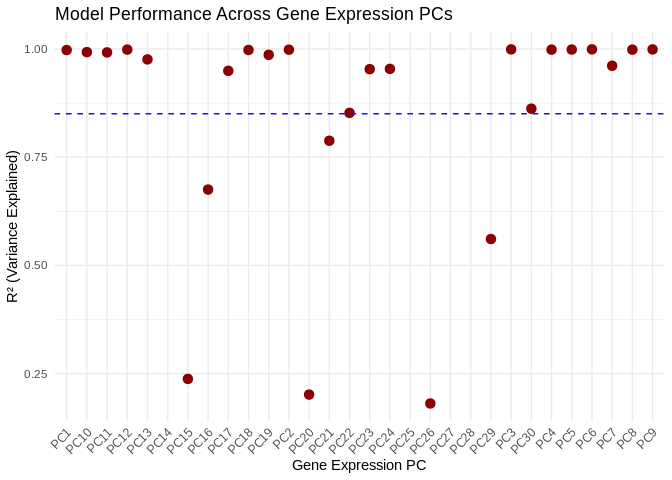 Model Performance Across Gene Expression PCs
R² (Variance Explained)
1.00
0.75
0.50
0.25
PC1 PC10 PC11 PC12 PC13 PC14 PC15 PC16 PC17 PC18 PC19 PC2 PC20 PC21 PC22 PC23 PC24 PC25 PC26 PC27 PC28 PC29 PC3 PC30 PC4 PC5 PC6 PC7 PC8 PC9
Gene Expression PC